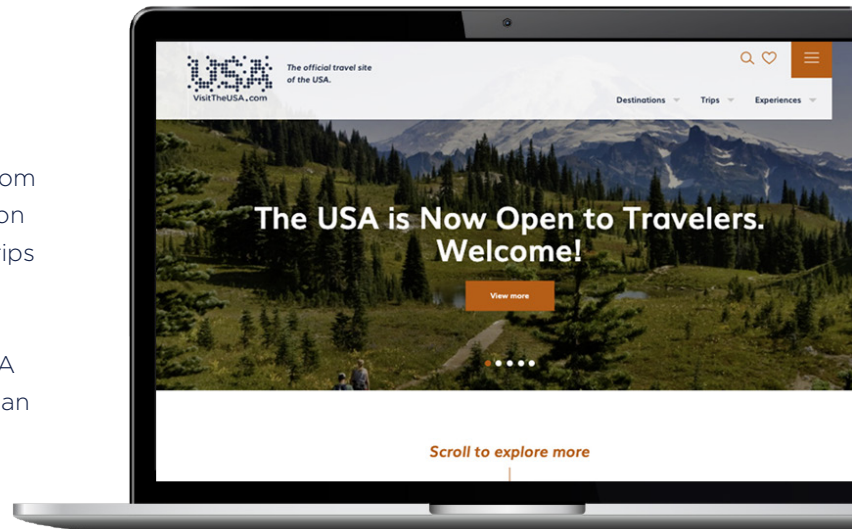 om
on
rips
A
an
USA
VisitTheUSA.com
The official travel site
of the USA.
Destinations
Trips
Experiences
The USA is Now Open to Travelers.
Welcome!
View more
Scroll to explore more